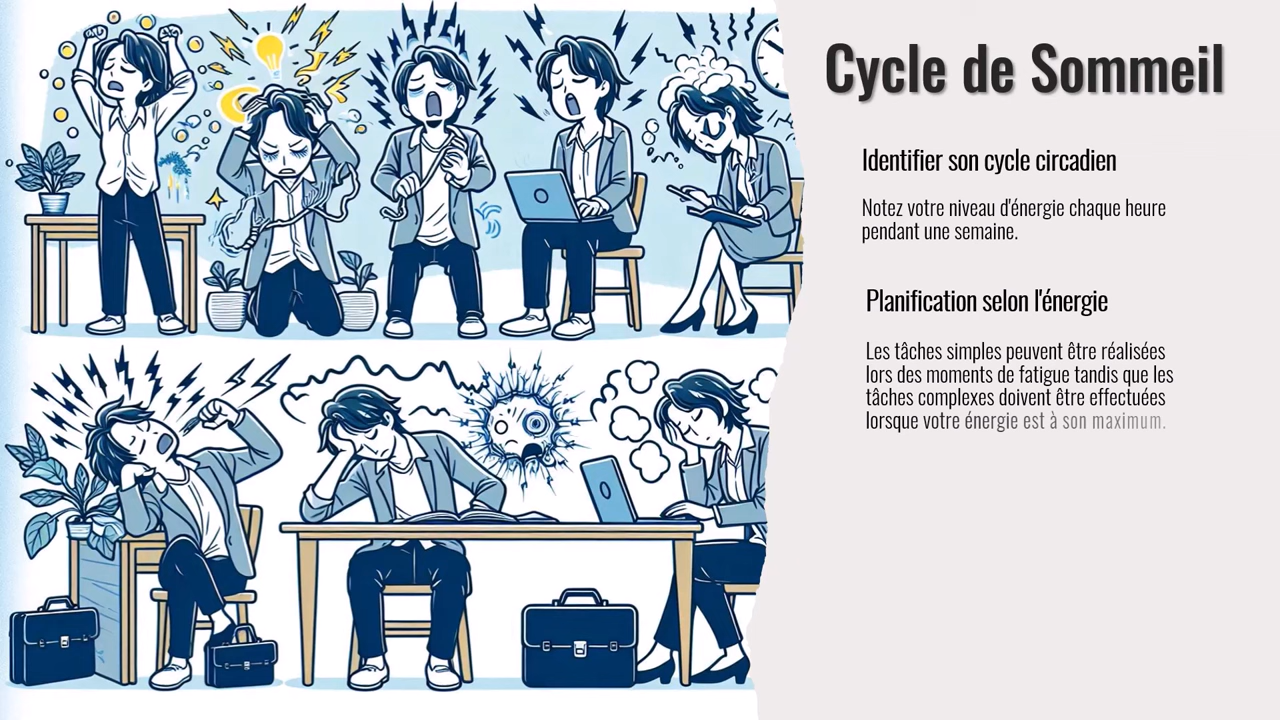 Cycle de Sommeil
Identifier son cycle circadien
Notez votre niveau d'énergie chaque heure
pendant une semaine.
Planification selon l'énergie
Les tâches simples peuvent être réalisées
lors des moments de fatigue tandis que les
tâches complexes doivent être effectuées
lorsque votre énergie est à son maximum.